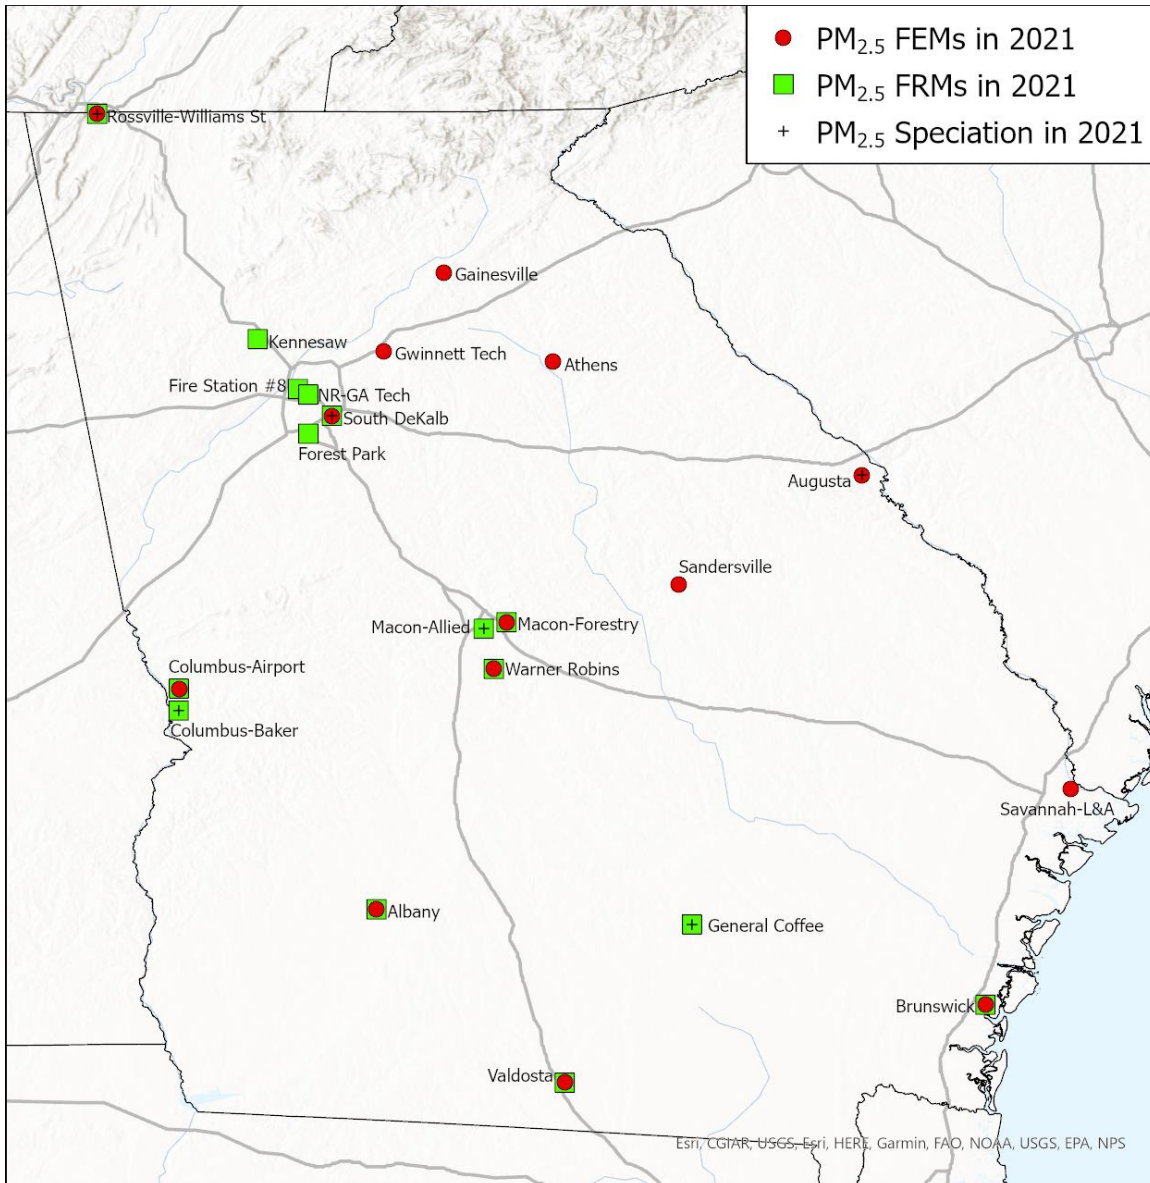 PM2.5 FEMs in 2021
PM2.5 FRMs in 2021
PM2.5 Speciation in 2021
Rossville-Williams St
Gainesville
Kennesaw
Gwinnett Tech
Athens
Fire Station #8
NR-GA Tech
South DeKalb
Forest Park
Augusta
Sandersville
Macon-Allied
Macon-Forestry
Warner Robins
Columbus-Airport
Columbus-Baker
Savannah-L&A
Albany
General Coffee
Brunswick
Valdosta
Esri, CGIAR, USGS, Esri, HERE, Garmin, FAO, NOAA, USGS, EPA, NPS